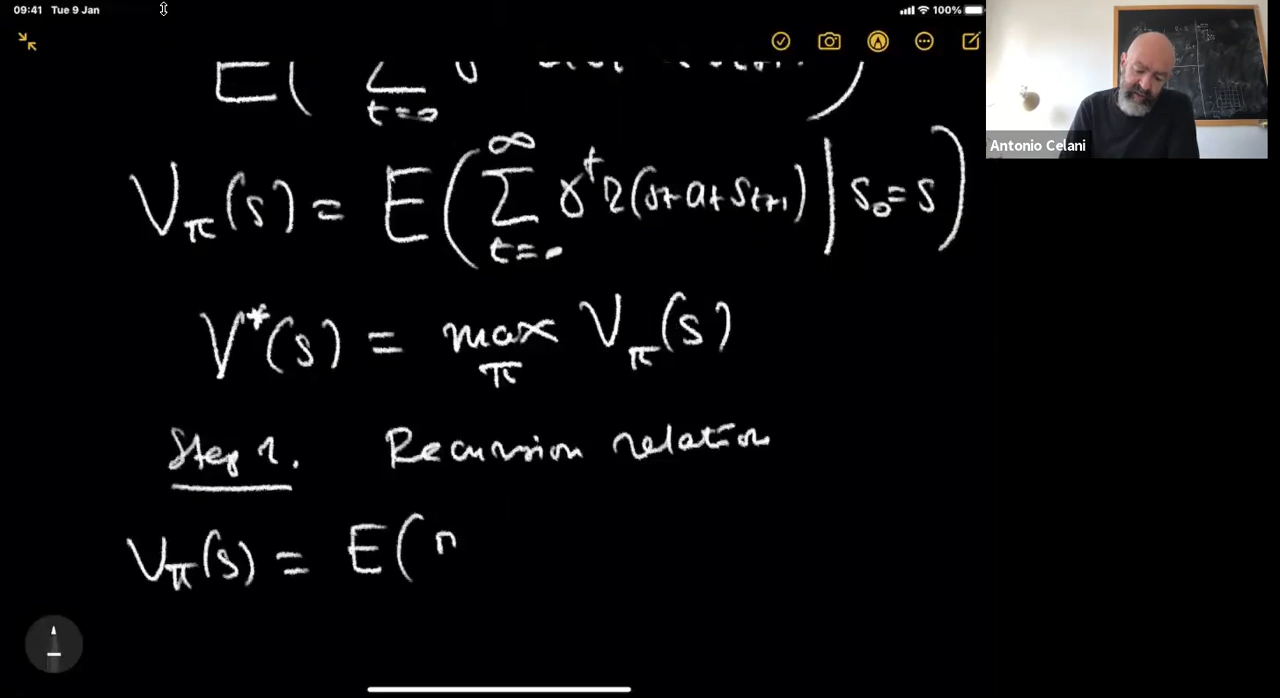 09:41 Tue 9 Jan 100%
E( Σ t=0 )
Antonio Celani
V_π(s) = E( Σ_{t=0}^{∞} γ^t r(s_t a_t s_{t+1}) | s_0 = s )
V*(s) = max_π V_π(s)
Step 1. Recursion relation
V_π(s) = E( r